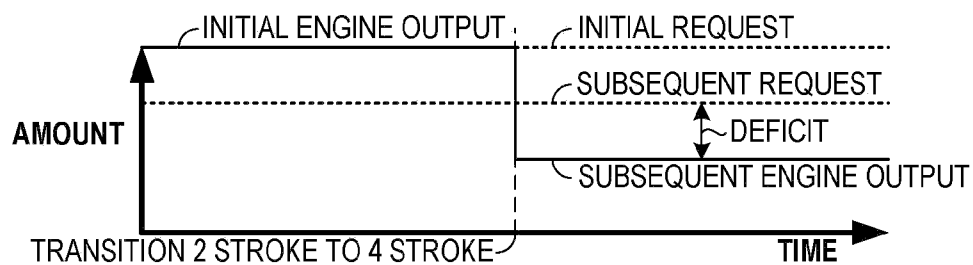 INITIAL ENGINE OUTPUT
INITIAL REQUEST
SUBSEQUENT REQUEST
AMOUNT
DEFICIT
SUBSEQUENT ENGINE OUTPUT
TRANSITION 2 STROKE TO 4 STROKE
TIME